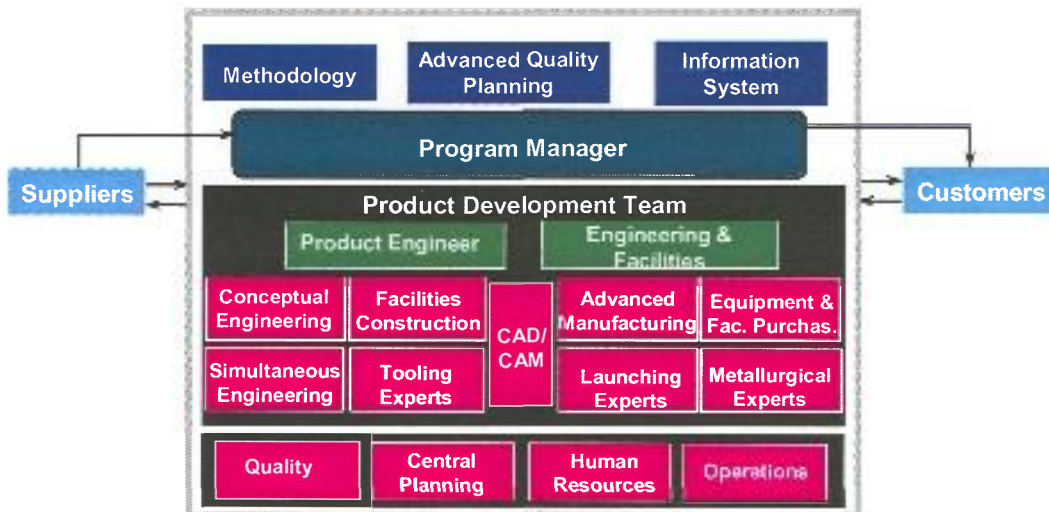 Methodology
Advanced Quality
Planning
Information
System
Program Manager
Suppliers
Customers
Product Development Team
Product Engineer
Engineering &
Facilities
Conceptual
Engineering
Facilities
Construction
CAD/
CAM
Advanced
Manufacturing
Equipment &
Fac. Purchas.
Simultaneous
Engineering
Tooling
Experts
Launching
Experts
Metallurgical
Experts
Quality
Central
Planning
Human
Resources
Operations